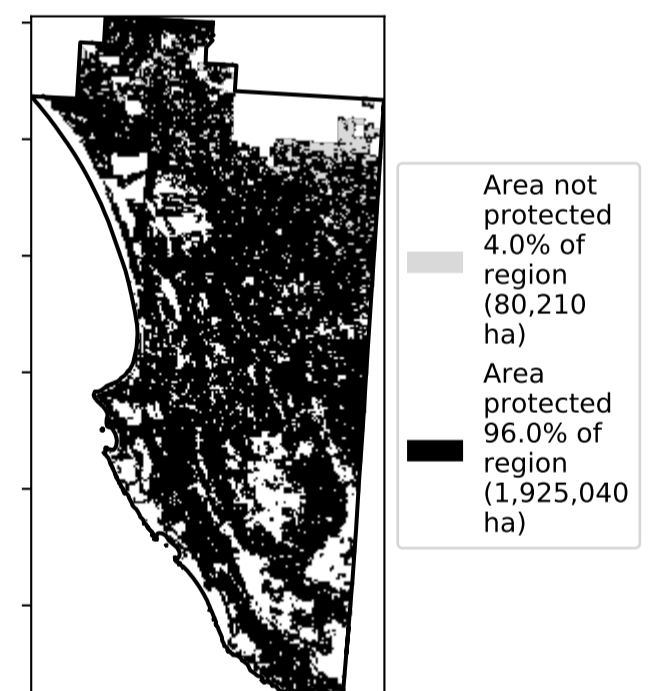 Area not
protected
4.0% of
region
(80,210
ha)
Area
protected
96.0% of
region
(1,925,040
ha)